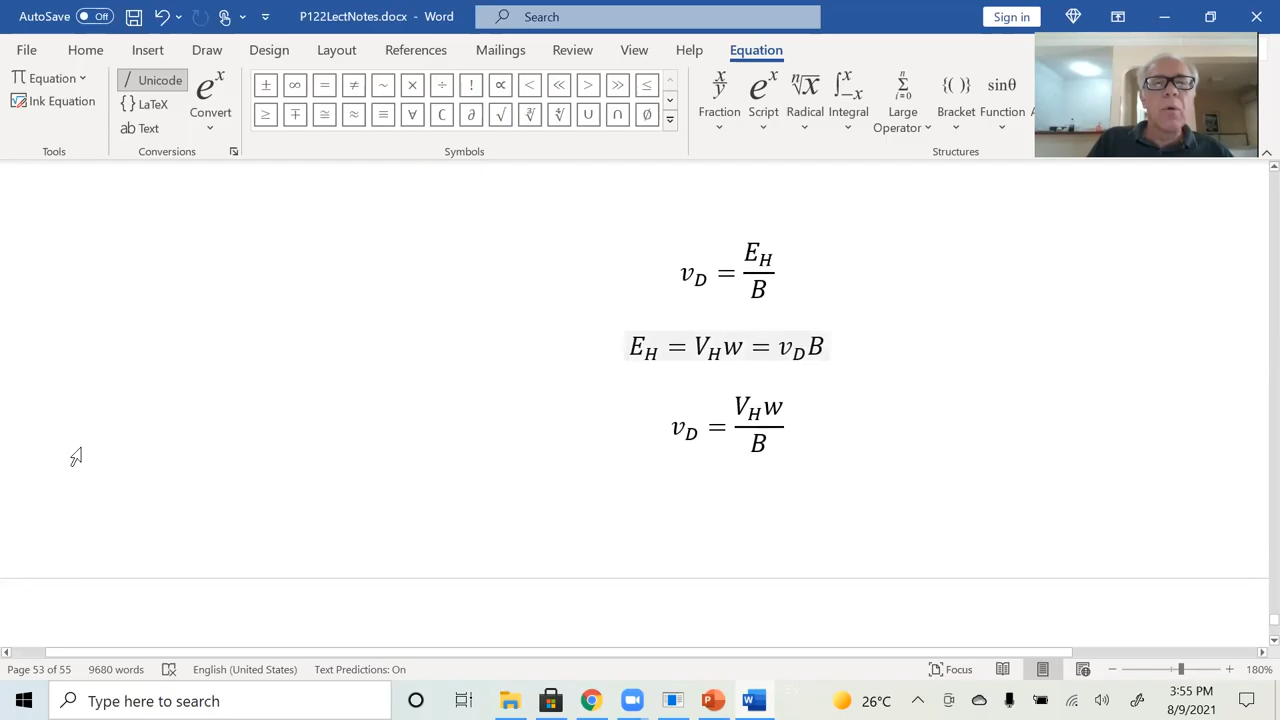 AutoSave Off P122LectNotes.docx - Word Search Sign in
File Home Insert Draw Design Layout References Mailings Review View Help Equation
π Equation / Unicode e^x x/y e^x ⁿ√x ∫₋ₓˣ Σ {( )} sinθ
± ∞ = ≠ ~ × ÷ ! ∝ < ≪ > ≫ ≤
Ink Equation {} LaTeX Convert Fraction Script Radical Integral Large Operator Bracket Function
≥ ∓ ≅ ≈ ≡ ∀ ∁ ∂ √ ∛ ∜ ∪ ∩ ∅
ab Text
Tools Conversions Symbols Structures
v_D = E_H / B
E_H = V_H w = v_D B
v_D = V_H w / B
Page 53 of 55 9680 words English (United States) Text Predictions: On Focus 180%
Type here to search 26°C 3:55 PM
8/9/2021